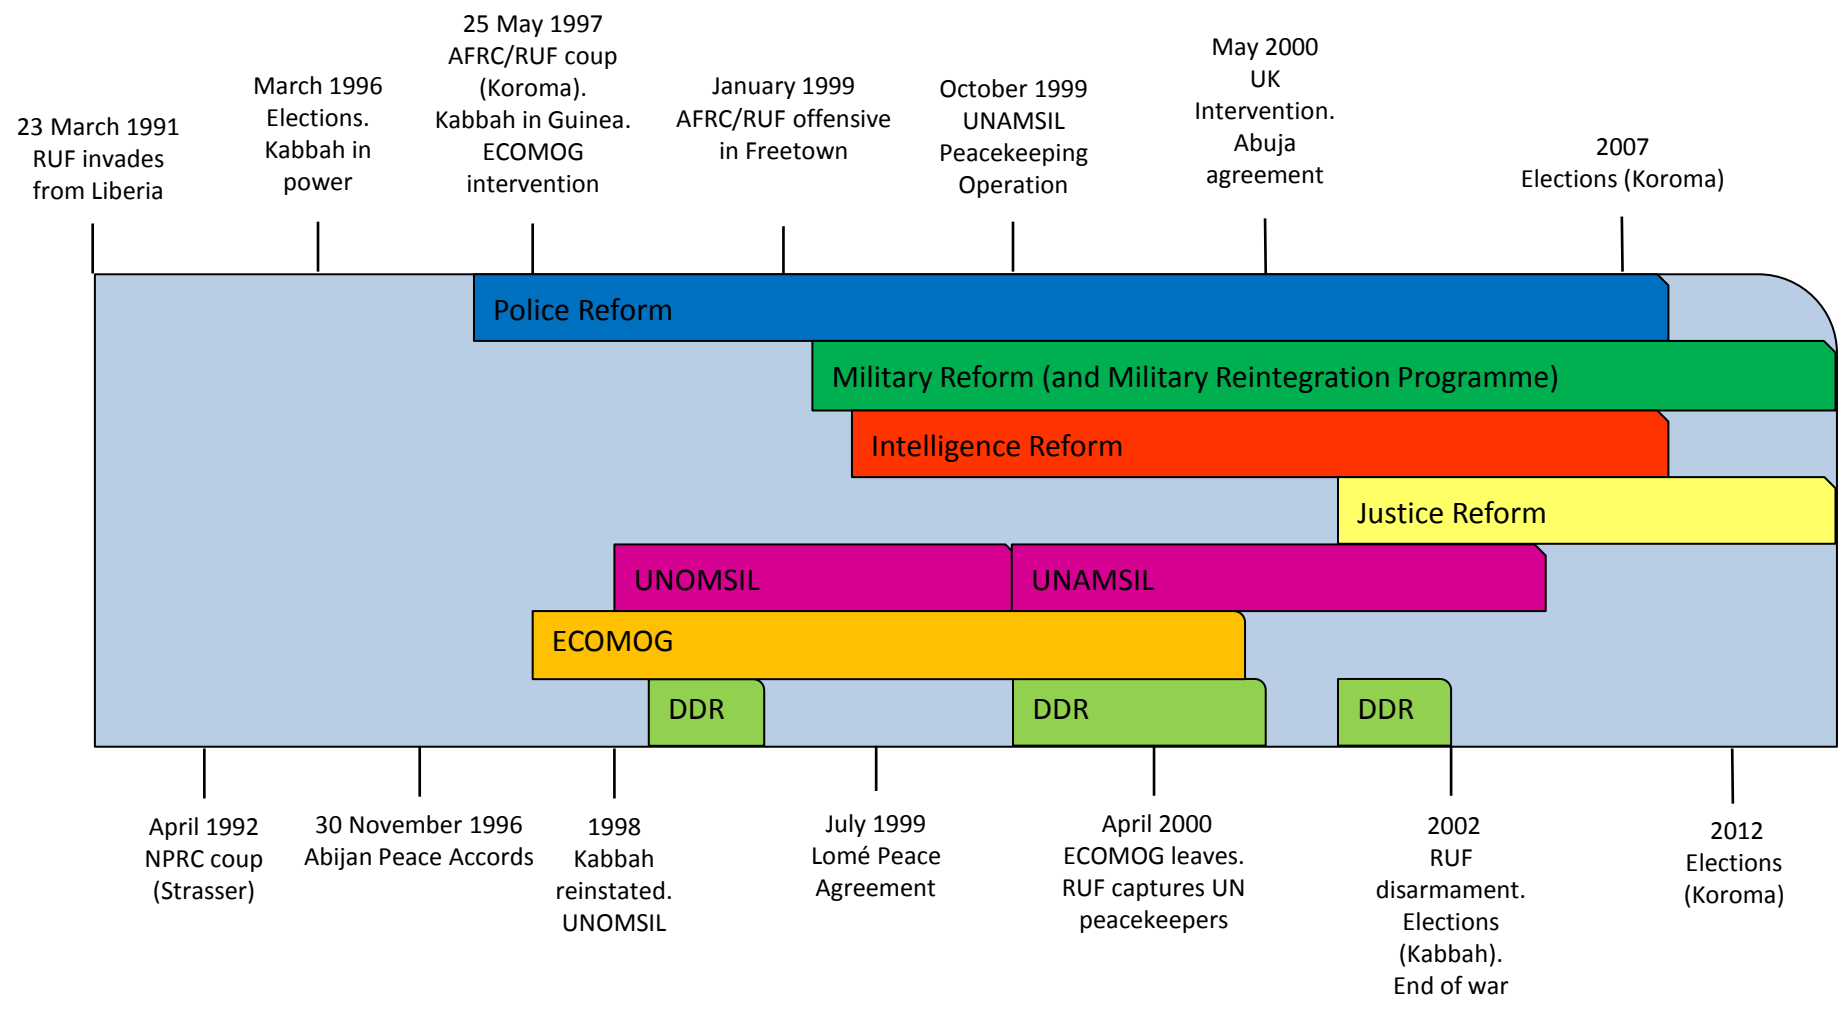 23 March 1991
RUF invades
from Liberia
March 1996
Elections.
Kabbah in
power
25 May 1997
AFRC/RUF coup
(Koroma).
Kabbah in Guinea.
ECOMOG
intervention
January 1999
AFRC/RUF offensive
in Freetown
October 1999
UNAMSIL
Peacekeeping
Operation
May 2000
UK
Intervention.
Abuja
agreement
2007
Elections (Koroma)
Police Reform
Military Reform (and Military Reintegration Programme)
Intelligence Reform
Justice Reform
UNOMSIL
UNAMSIL
ECOMOG
DDR
DDR
DDR
April 1992
NPRC coup
(Strasser)
30 November 1996
Abijan Peace Accords
1998
Kabbah
reinstated.
UNOMSIL
July 1999
Lomé Peace
Agreement
April 2000
ECOMOG leaves.
RUF captures UN
peacekeepers
2002
RUF
disarmament.
Elections
(Kabbah).
End of war
2012
Elections
(Koroma)